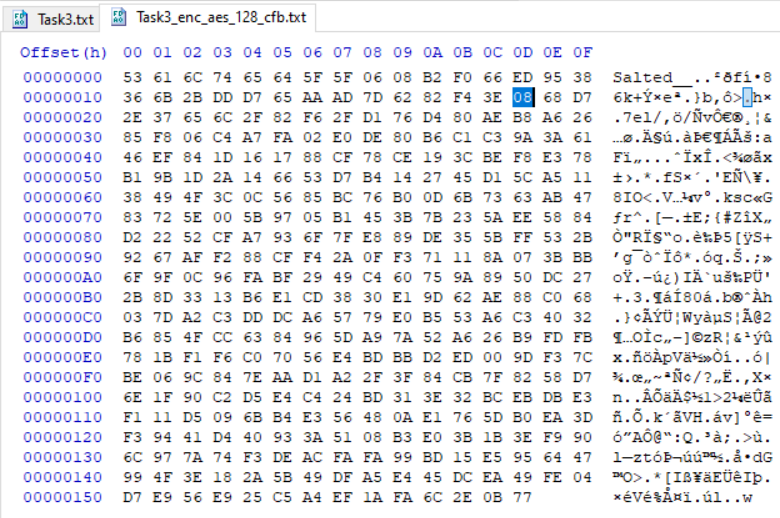 Task3.txt Task3_enc_aes_128_cfb.txt
Offset(h) 00 01 02 03 04 05 06 07 08 09 0A 0B 0C 0D 0E 0F
00000000 53 61 6C 74 65 64 5F 5F 06 08 B2 F0 66 ED 95 38 Salted__..²ðfí•8
00000010 36 6B 2B DD D7 65 AA AD 7D 62 82 F4 3E 08 68 D7 6k+Ý×eª.}b‚ô>.h×
00000020 2E 37 65 6C 2F 82 F6 2F D1 76 D4 80 AE B8 A6 26 .7el/‚ö/ÑvÔ€®¸¦&
00000030 85 F8 06 C4 A7 FA 02 E0 DE 80 B6 C1 C3 9A 3A 61 …ø.Ä§ú.àÞ€¶ÁÃš:a
00000040 46 EF 84 1D 16 17 88 CF 78 CE 19 3C BE F8 E3 78 Fï„...ˆÏxÎ.<¾øãx
00000050 B1 9B 1D 2A 14 66 53 D7 B4 14 27 45 D1 5C A5 11 ±›.*.fS×´.'EÑ\¥.
00000060 38 49 4F 3C 0C 56 85 BC 76 B0 0D 6B 73 63 AB 47 8IO<.V…¼v°.ksc«G
00000070 83 72 5E 00 5B 97 05 B1 45 3B 7B 23 5A EE 58 84 ƒr^.[—.±E;{#ZîX„
00000080 D2 22 52 CF A7 93 6F 7F E8 89 DE 35 5B FF 53 2B Ò"RÏ§“o.è‰Þ5[ÿS+
00000090 92 67 AF F2 88 CF F4 2A 0F F3 71 11 8A 07 3B BB ’g¯òˆÏô*.óq.Š.;»
000000A0 6F 9F 0C 96 FA BF 29 49 C4 60 75 9A 89 50 DC 27 oŸ.–ú¿)IÄ`uš‰PÜ'
000000B0 2B 8D 33 13 B6 E1 CD 38 30 E1 9D 62 AE 88 C0 68 +.3.¶áÍ80á.b®ˆÀh
000000C0 03 7D A2 C3 DD DC A6 57 79 E0 B5 53 A6 C3 40 32 .}¢ÃÝÜ¦WyàµS¦Ã@2
000000D0 B6 85 4F CC 63 84 96 5D A9 7A 52 A6 26 B9 FD FB ¶…OÌc„–]©zR¦&¹ýû
000000E0 78 1B F1 F6 C0 70 56 E4 BD BB D2 ED 00 9D F3 7C x.ñöÀpVä½»Òí..ó|
000000F0 BE 06 9C 84 7E AA D1 A2 2F 3F 84 CB 7F 82 58 D7 ¾.œ„~ªÑ¢/?„Ë.‚X×
00000100 6E 1F 90 C2 D5 E4 C4 24 BD 31 3E 32 BC EB DB E3 n..ÂÕäÄ$½1>2¼ëÛã
00000110 F1 11 D5 09 6B B4 E3 56 48 0A E1 76 5D B0 EA 3D ñ.Õ.k´ãVH.áv]°ê=
00000120 F3 94 41 D4 40 93 3A 51 08 B3 E0 3B 1B 3E F9 90 ó”AÔ@“:Q.³à;.>ù.
00000130 6C 97 7A 74 F3 DE AC FA FA 99 BD 15 E5 95 64 47 l—ztóÞ¬úú™½.å•dG
00000140 99 4F 3E 18 2A 5B 49 DF A5 E4 45 DC EA 49 FE 04 ™O>.*[Iß¥äEÜêIþ.
00000150 D7 E9 56 E9 25 C5 A4 EF 1A FA 6C 2E 0B 77 ×éVé%Å¤ï.úl..w